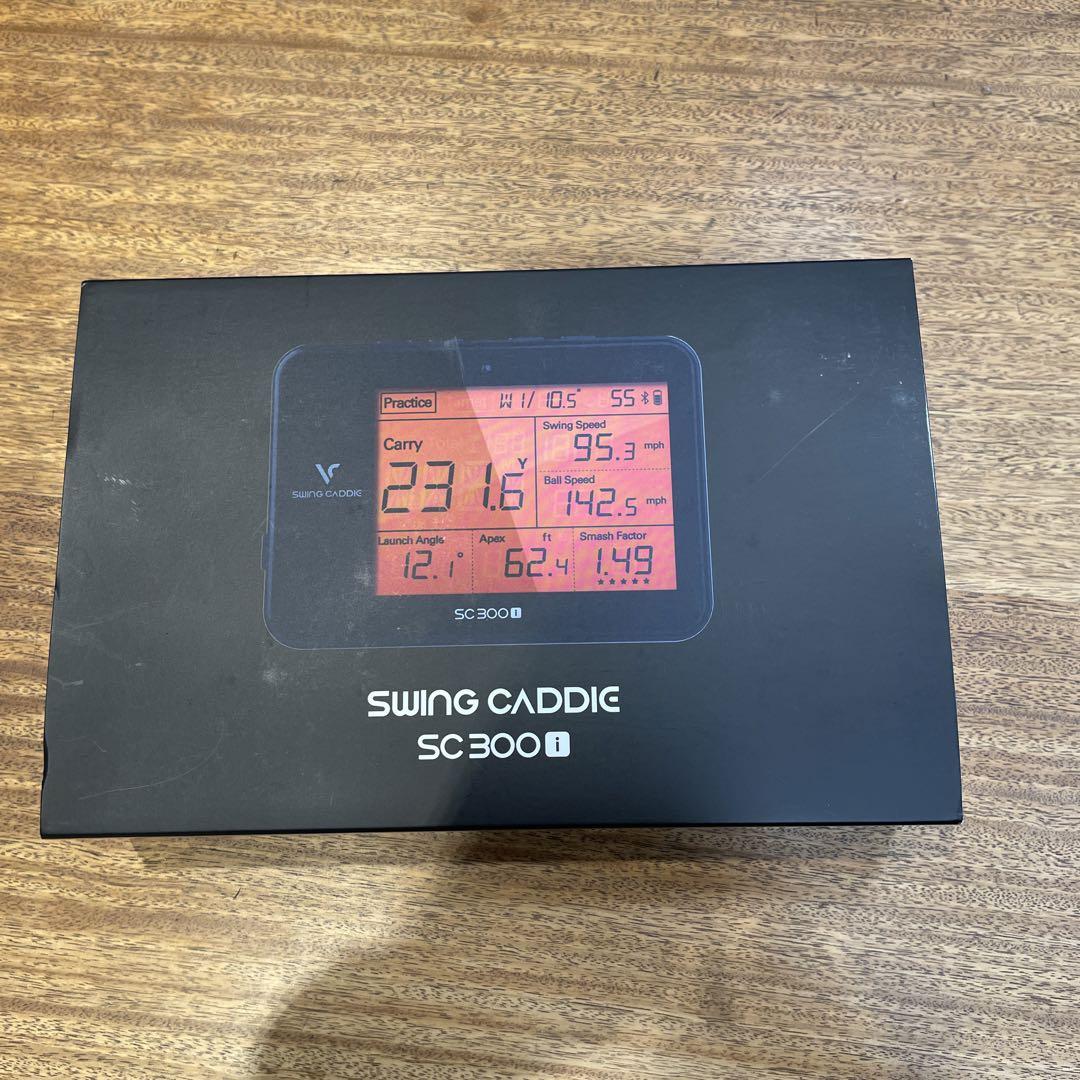 Practice W1/10.5° 55
Carry
231.6 Y
Swing Speed
95.3 mph
Ball Speed
142.5 mph
Launch Angle
12.1°
Apex ft
62.4
Smash Factor
1.49
★★★★★
SWING CADDIE
SC300i
SWING CADDIE
SC300i